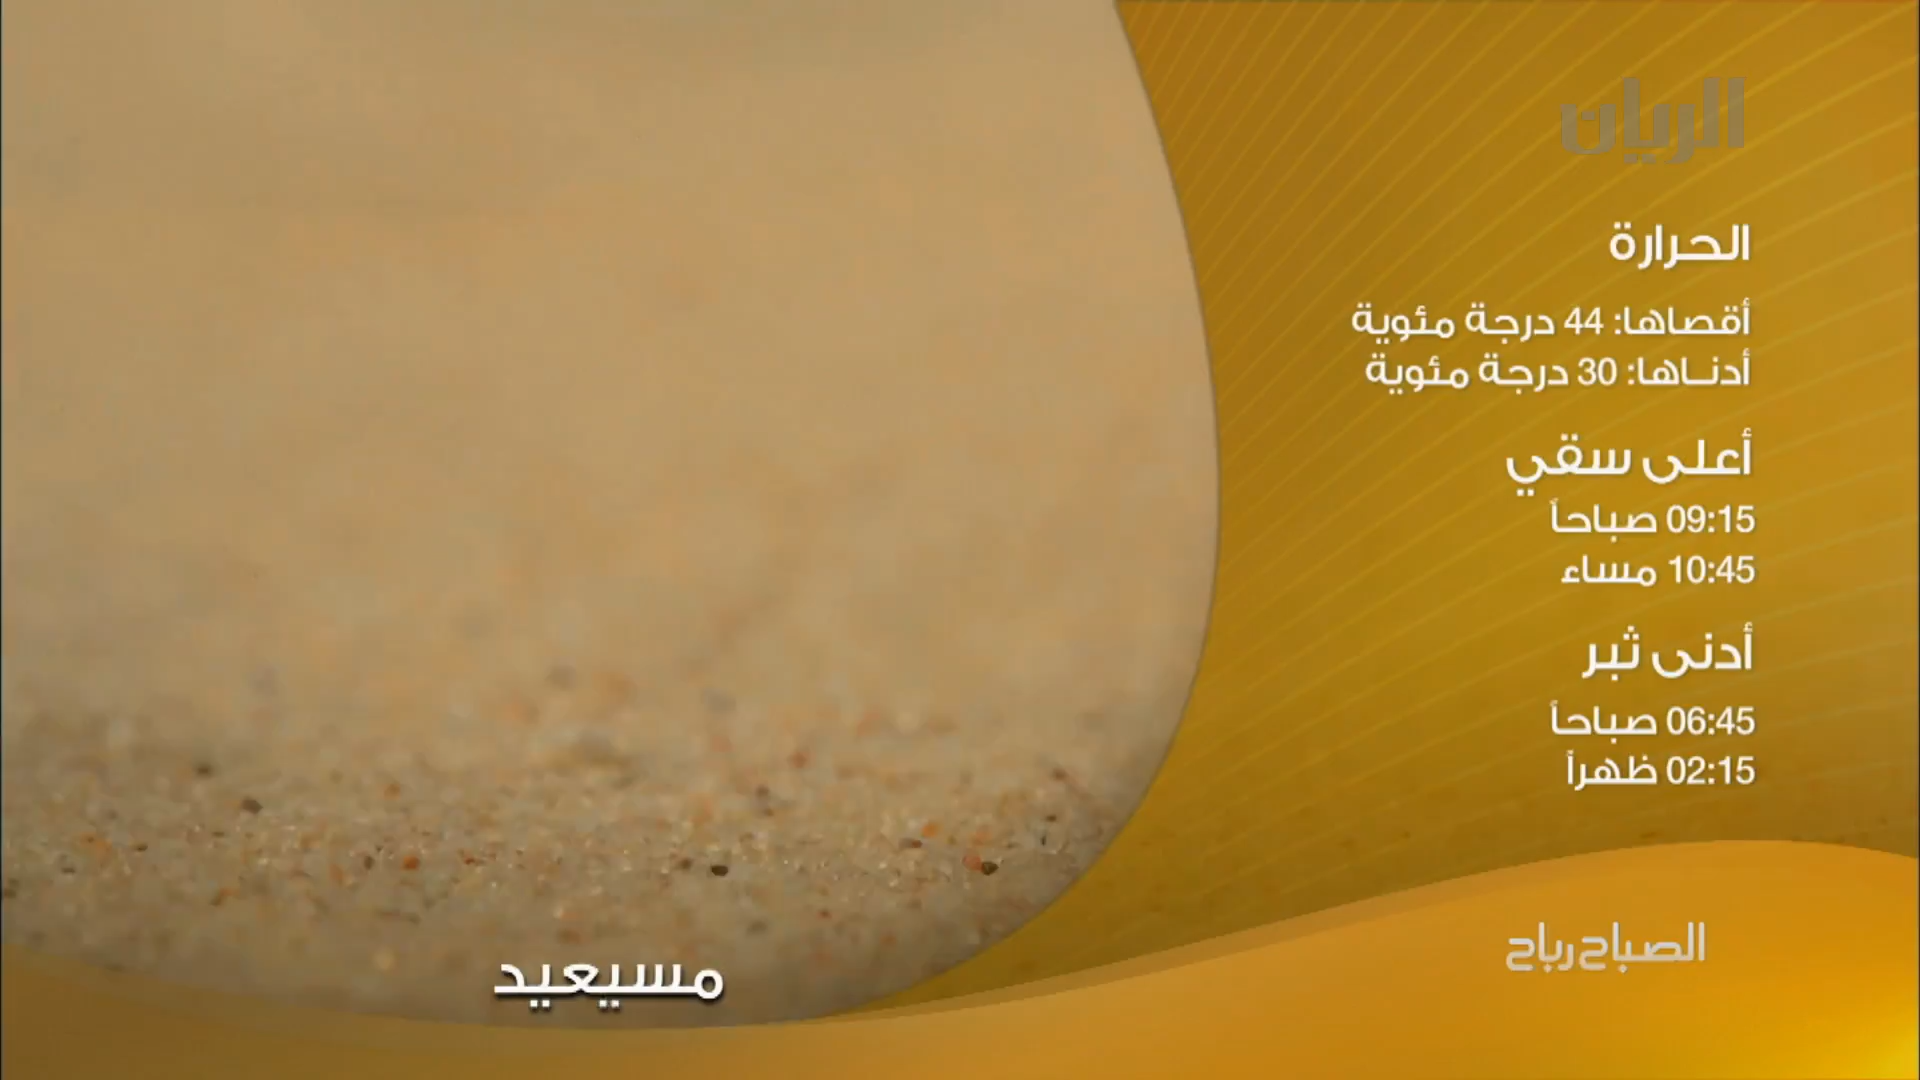 الريان
الحرارة
أقصاها: 44 درجة مئوية
أدناها: 30 درجة مئوية
أعلى سقي
09:15 صباحاً
10:45 مساء
أدنى ثبر
06:45 صباحاً
02:15 ظهراً
الصباح رباح
مسيعيد